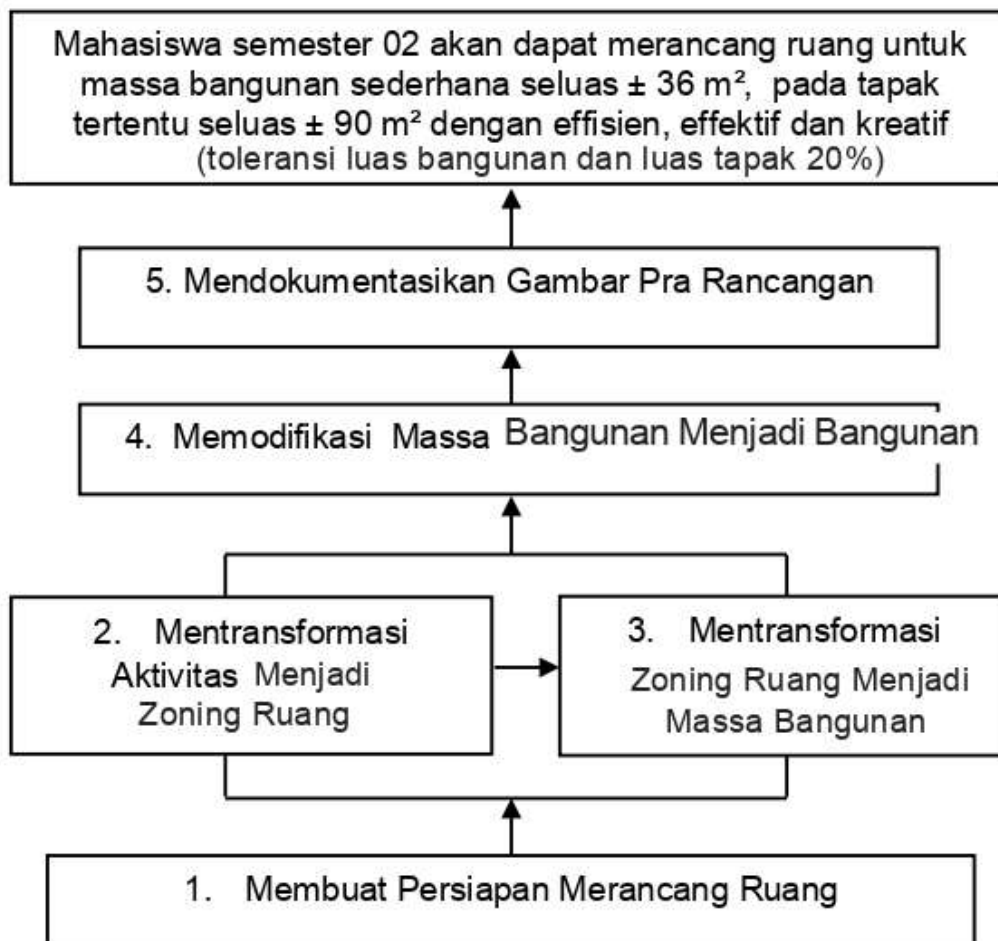 Mahasiswa semester 02 akan dapat merancang ruang untuk
massa bangunan sederhana seluas ± 36 m², pada tapak
tertentu seluas ± 90 m² dengan effisien, effektif dan kreatif
(toleransi luas bangunan dan luas tapak 20%)
5. Mendokumentasikan Gambar Pra Rancangan
4. Memodifikasi Massa Bangunan Menjadi Bangunan
2. Mentransformasi
Aktivitas Menjadi
Zoning Ruang
3. Mentransformasi
Zoning Ruang Menjadi
Massa Bangunan
1. Membuat Persiapan Merancang Ruang